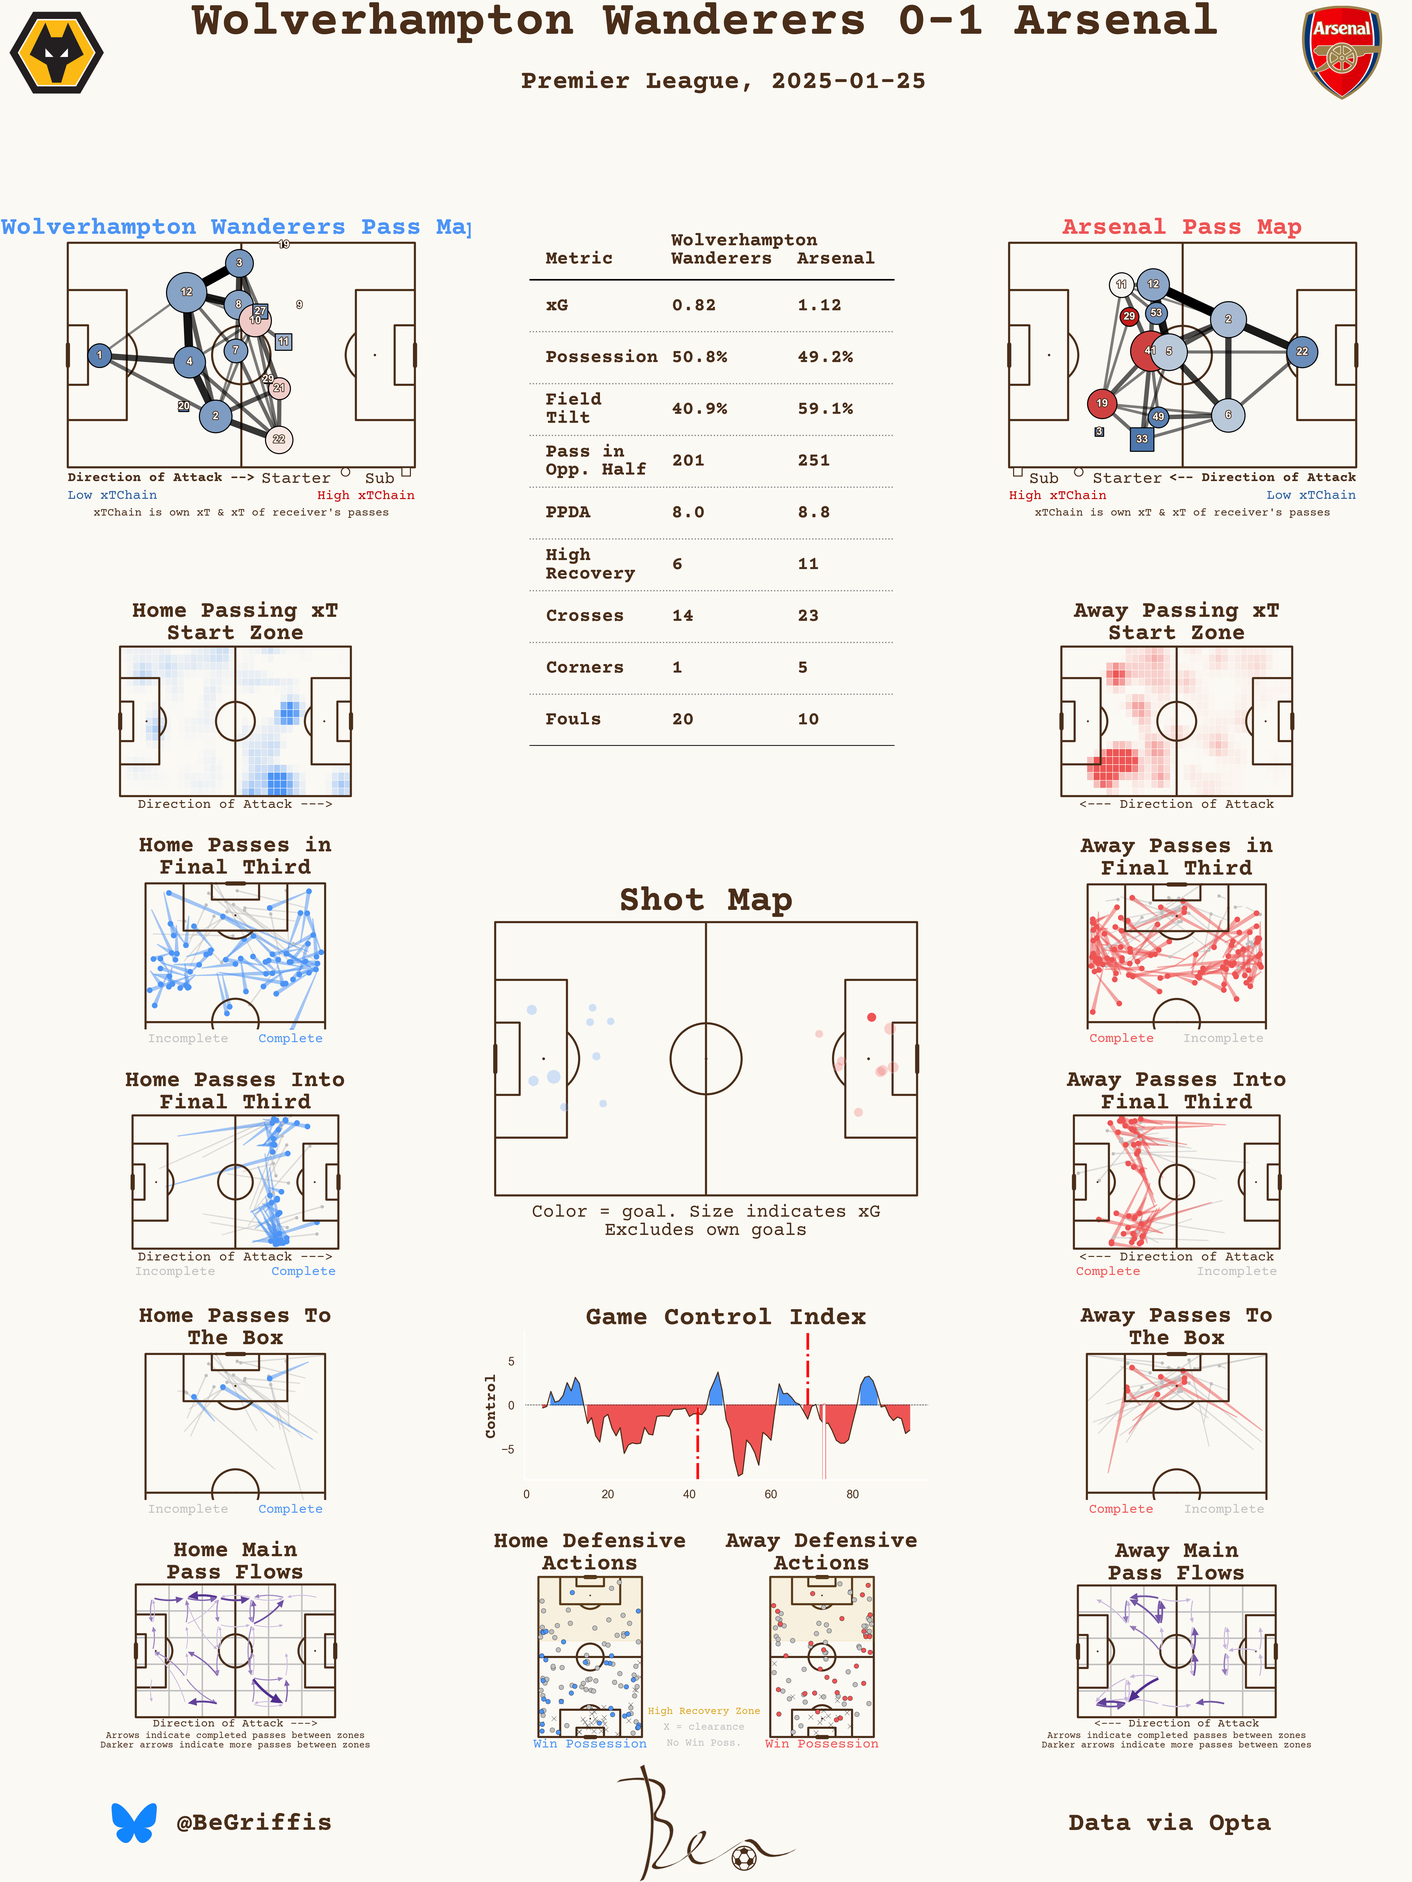 Wolverhampton Wanderers 0-1 Arsenal
Arsenal
Premier League, 2025-01-25
Wolverhampton Wanderers Pass Map
19
3
12
8
27
10
9
11
7
1
4
29
21
20
2
22
Direction of Attack --> Starter Sub
Low xTChain High xTChain
xTChain is own xT & xT of receiver's passes
Metric Wolverhampton Wanderers Arsenal
xG 0.82 1.12
Possession 50.8% 49.2%
Field Tilt 40.9% 59.1%
Pass in Opp. Half 201 251
PPDA 8.0 8.8
High Recovery 6 11
Crosses 14 23
Corners 1 5
Fouls 20 10
Arsenal Pass Map
11
12
29
53
2
41
5
22
19
49
6
3
33
Sub Starter <-- Direction of Attack
High xTChain Low xTChain
xTChain is own xT & xT of receiver's passes
Home Passing xT
Start Zone
Direction of Attack --->
Away Passing xT
Start Zone
<--- Direction of Attack
Home Passes in
Final Third
Incomplete Complete
Away Passes in
Final Third
Complete Incomplete
Shot Map
Color = goal. Size indicates xG
Excludes own goals
Home Passes Into
Final Third
Direction of Attack --->
Incomplete Complete
Away Passes Into
Final Third
<--- Direction of Attack
Complete Incomplete
Home Passes To
The Box
Incomplete Complete
Game Control Index
Control
5
0
−5
0 20 40 60 80
Away Passes To
The Box
Complete Incomplete
Home Main
Pass Flows
Direction of Attack --->
Arrows indicate completed passes between zones
Darker arrows indicate more passes between zones
Home Defensive
Actions
Win Possession
Away Defensive
Actions
Win Possession
High Recovery Zone
X = clearance
No Win Poss.
Away Main
Pass Flows
<--- Direction of Attack
Arrows indicate completed passes between zones
Darker arrows indicate more passes between zones
@BeGriffis
Ben
Data via Opta